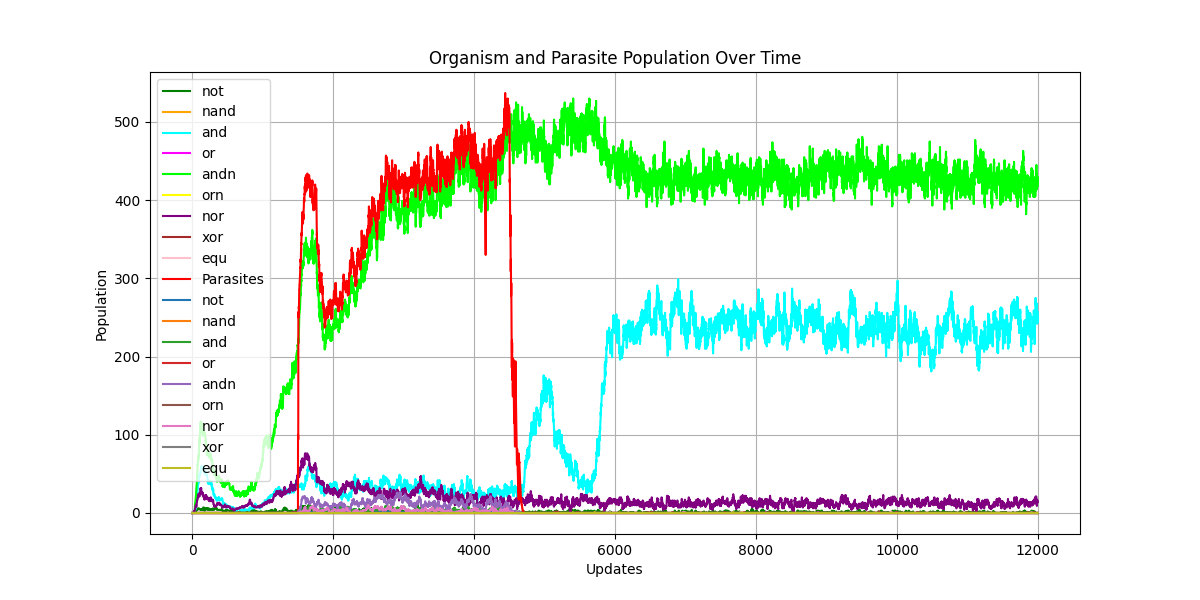 Organism and Parasite Population Over Time
not
nand
and
or
andn
orn
nor
xor
equ
Parasites
not
nand
and
or
andn
orn
nor
xor
equ
500
400
300
200
100
0
Population
0 2000 4000 6000 8000 10000 12000
Updates